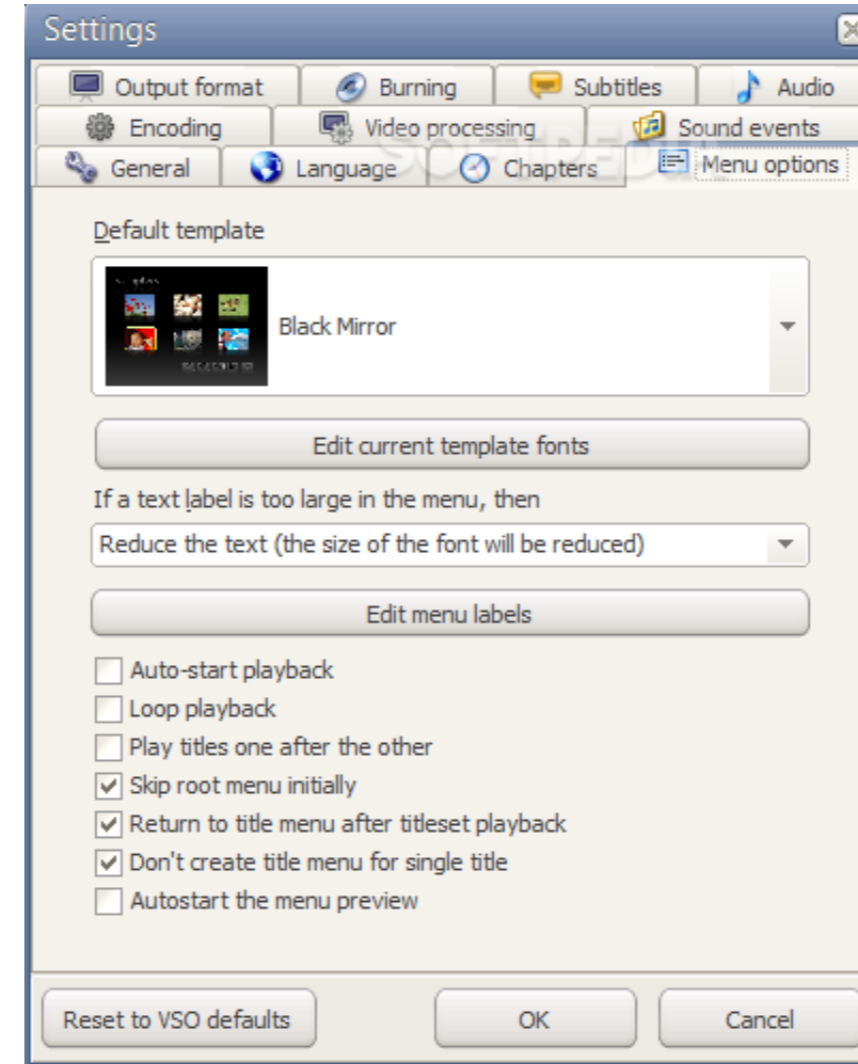 Settings
Output format Burning Subtitles Audio
Encoding Video processing Sound events
General Language Chapters Menu options
SOFTPEDIA
Default template
Black Mirror
Edit current template fonts
If a text label is too large in the menu, then
Reduce the text (the size of the font will be reduced)
Edit menu labels
Auto-start playback
Loop playback
Play titles one after the other
Skip root menu initially
Return to title menu after titleset playback
Don't create title menu for single title
Autostart the menu preview
Reset to VSO defaults OK Cancel